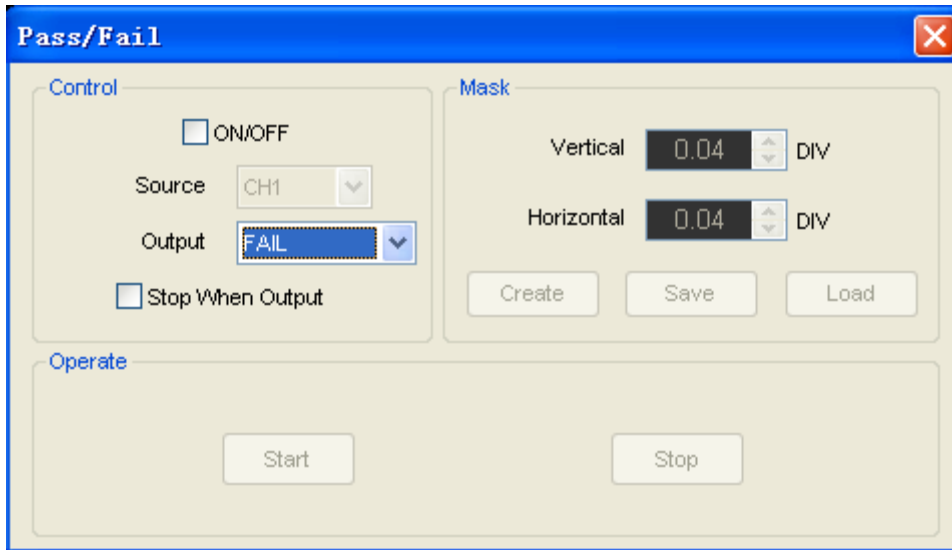 Pass/Fail
Control
ON/OFF
Source CH1
Output FAIL
Stop When Output
Mask
Vertical 0.04 DIV
Horizontal 0.04 DIV
Create Save Load
Operate
Start Stop